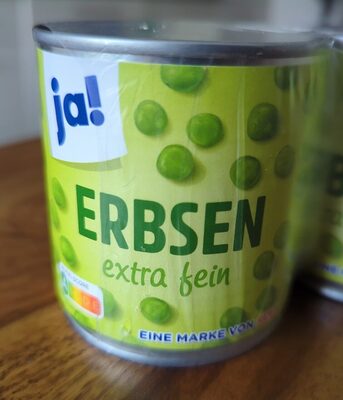 ja!
ERBSEN
extra fein
EINE MARKE VON